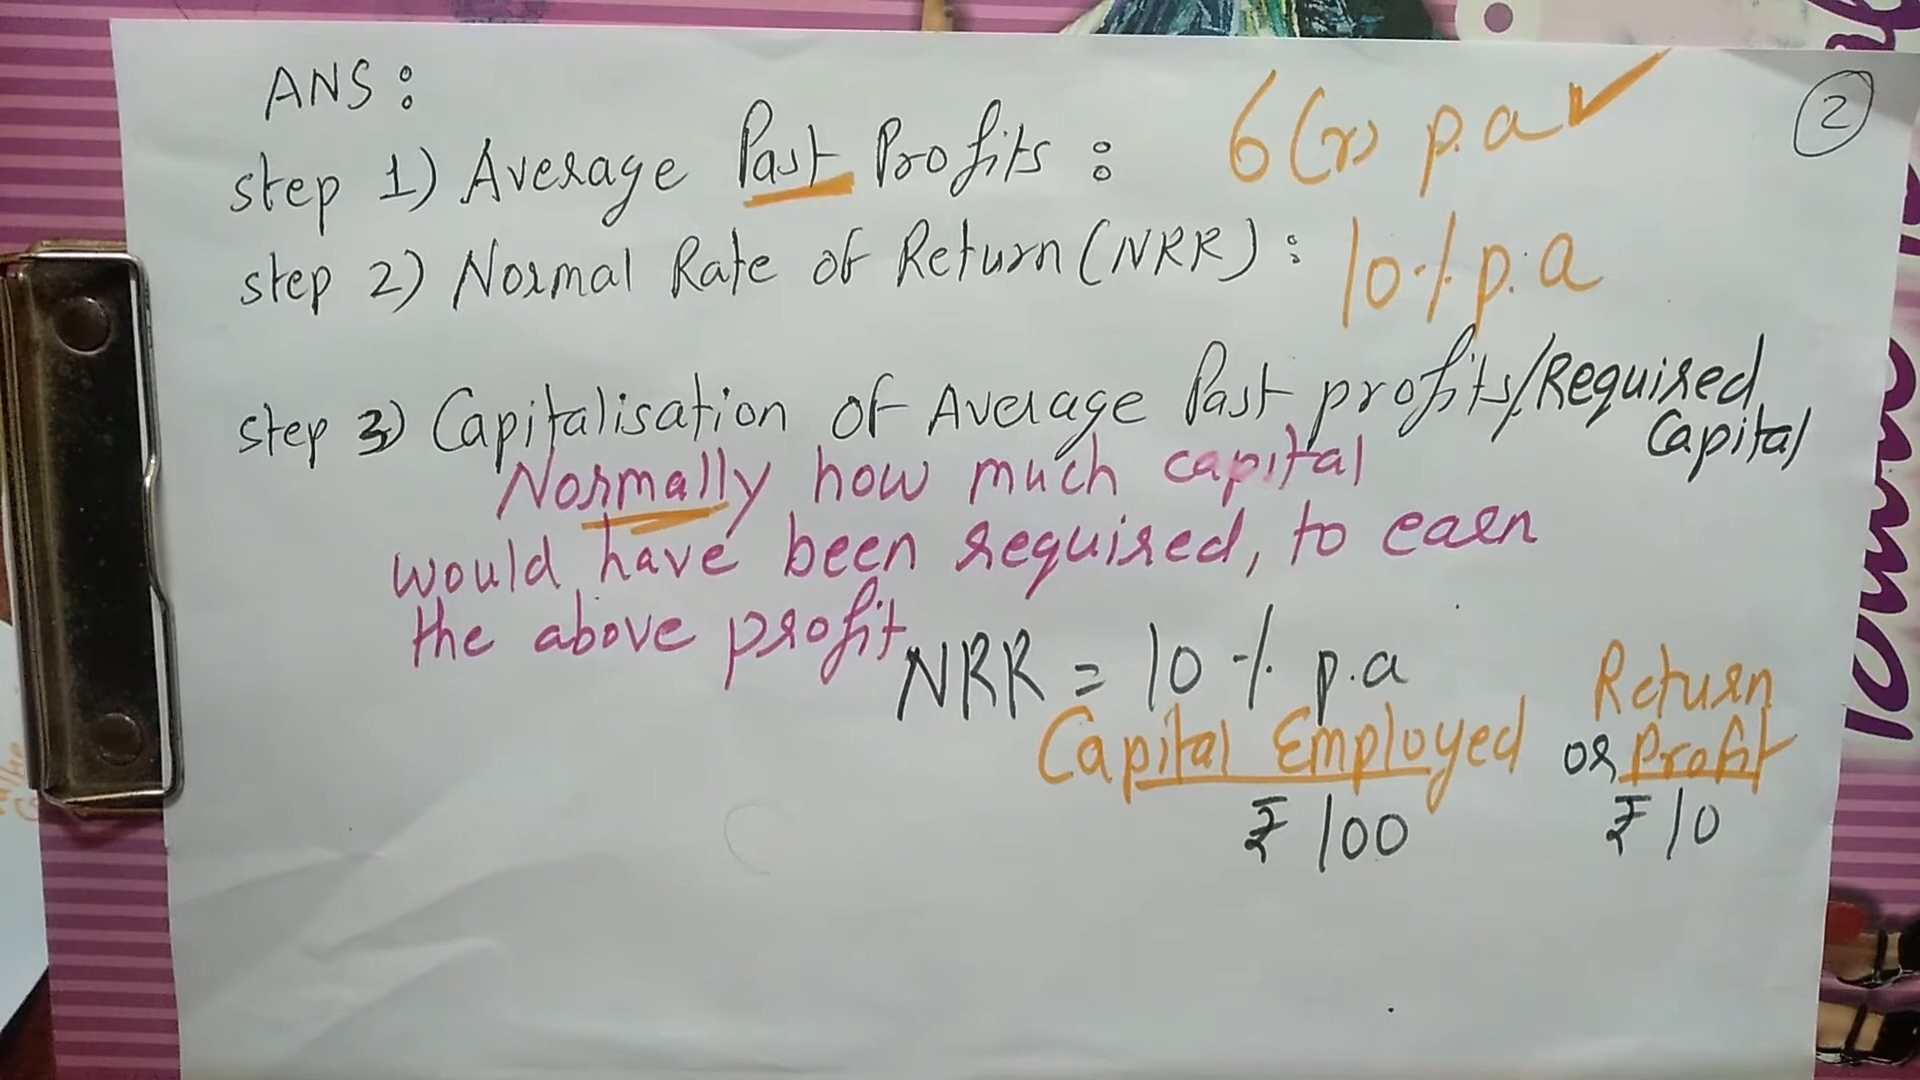 ANS :
2
step 1) Average Past Profits : 6 Cr p.a ✓
step 2) Normal Rate of Return (NRR) : 10 % p.a
step 3) Capitalisation of Average Past profits/Required
Capital
Normally how much capital
would have been required, to earn
the above profit
NRR = 10 % p.a
Return
Capital Employed or Profit
₹ 100 ₹ 10